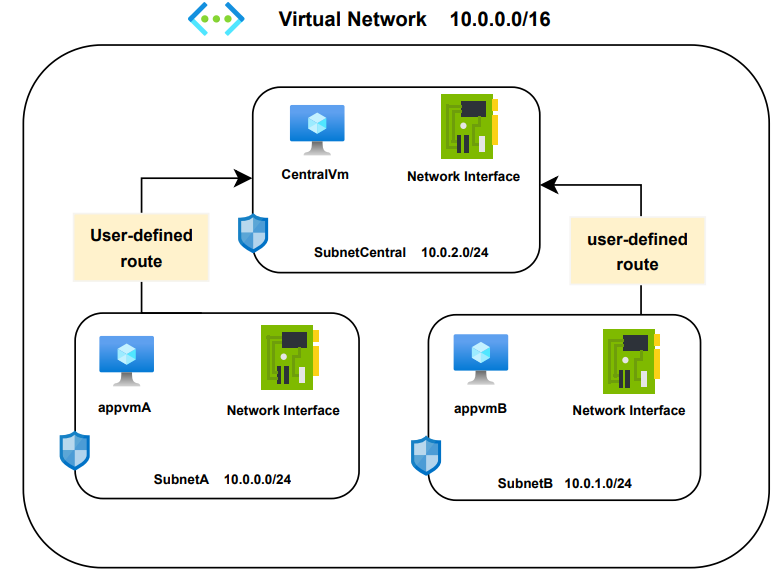 Virtual Network 10.0.0.0/16
CentralVm
Network Interface
SubnetCentral 10.0.2.0/24
User-defined
route
user-defined
route
appvmA
Network Interface
SubnetA 10.0.0.0/24
appvmB
Network Interface
SubnetB 10.0.1.0/24